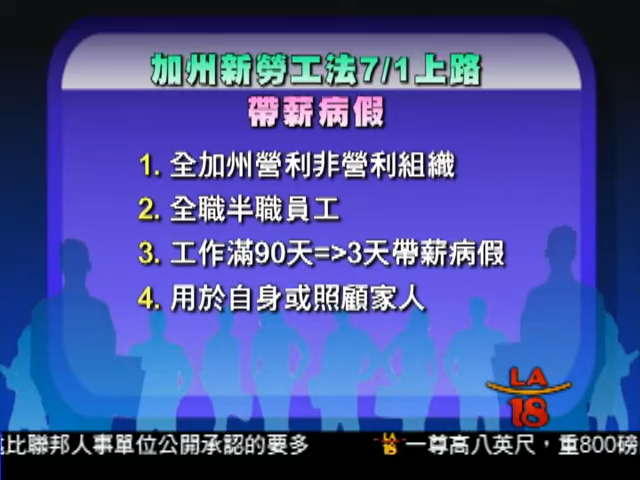 加州新勞工法7/1上路
帶薪病假
1. 全加州營利非營利組織
2. 全職半職員工
3. 工作滿90天=>3天帶薪病假
4. 用於自身或照顧家人
LA
18
比聯邦人事單位公開承認的要多 LA 18 一尊高八英尺，重800磅